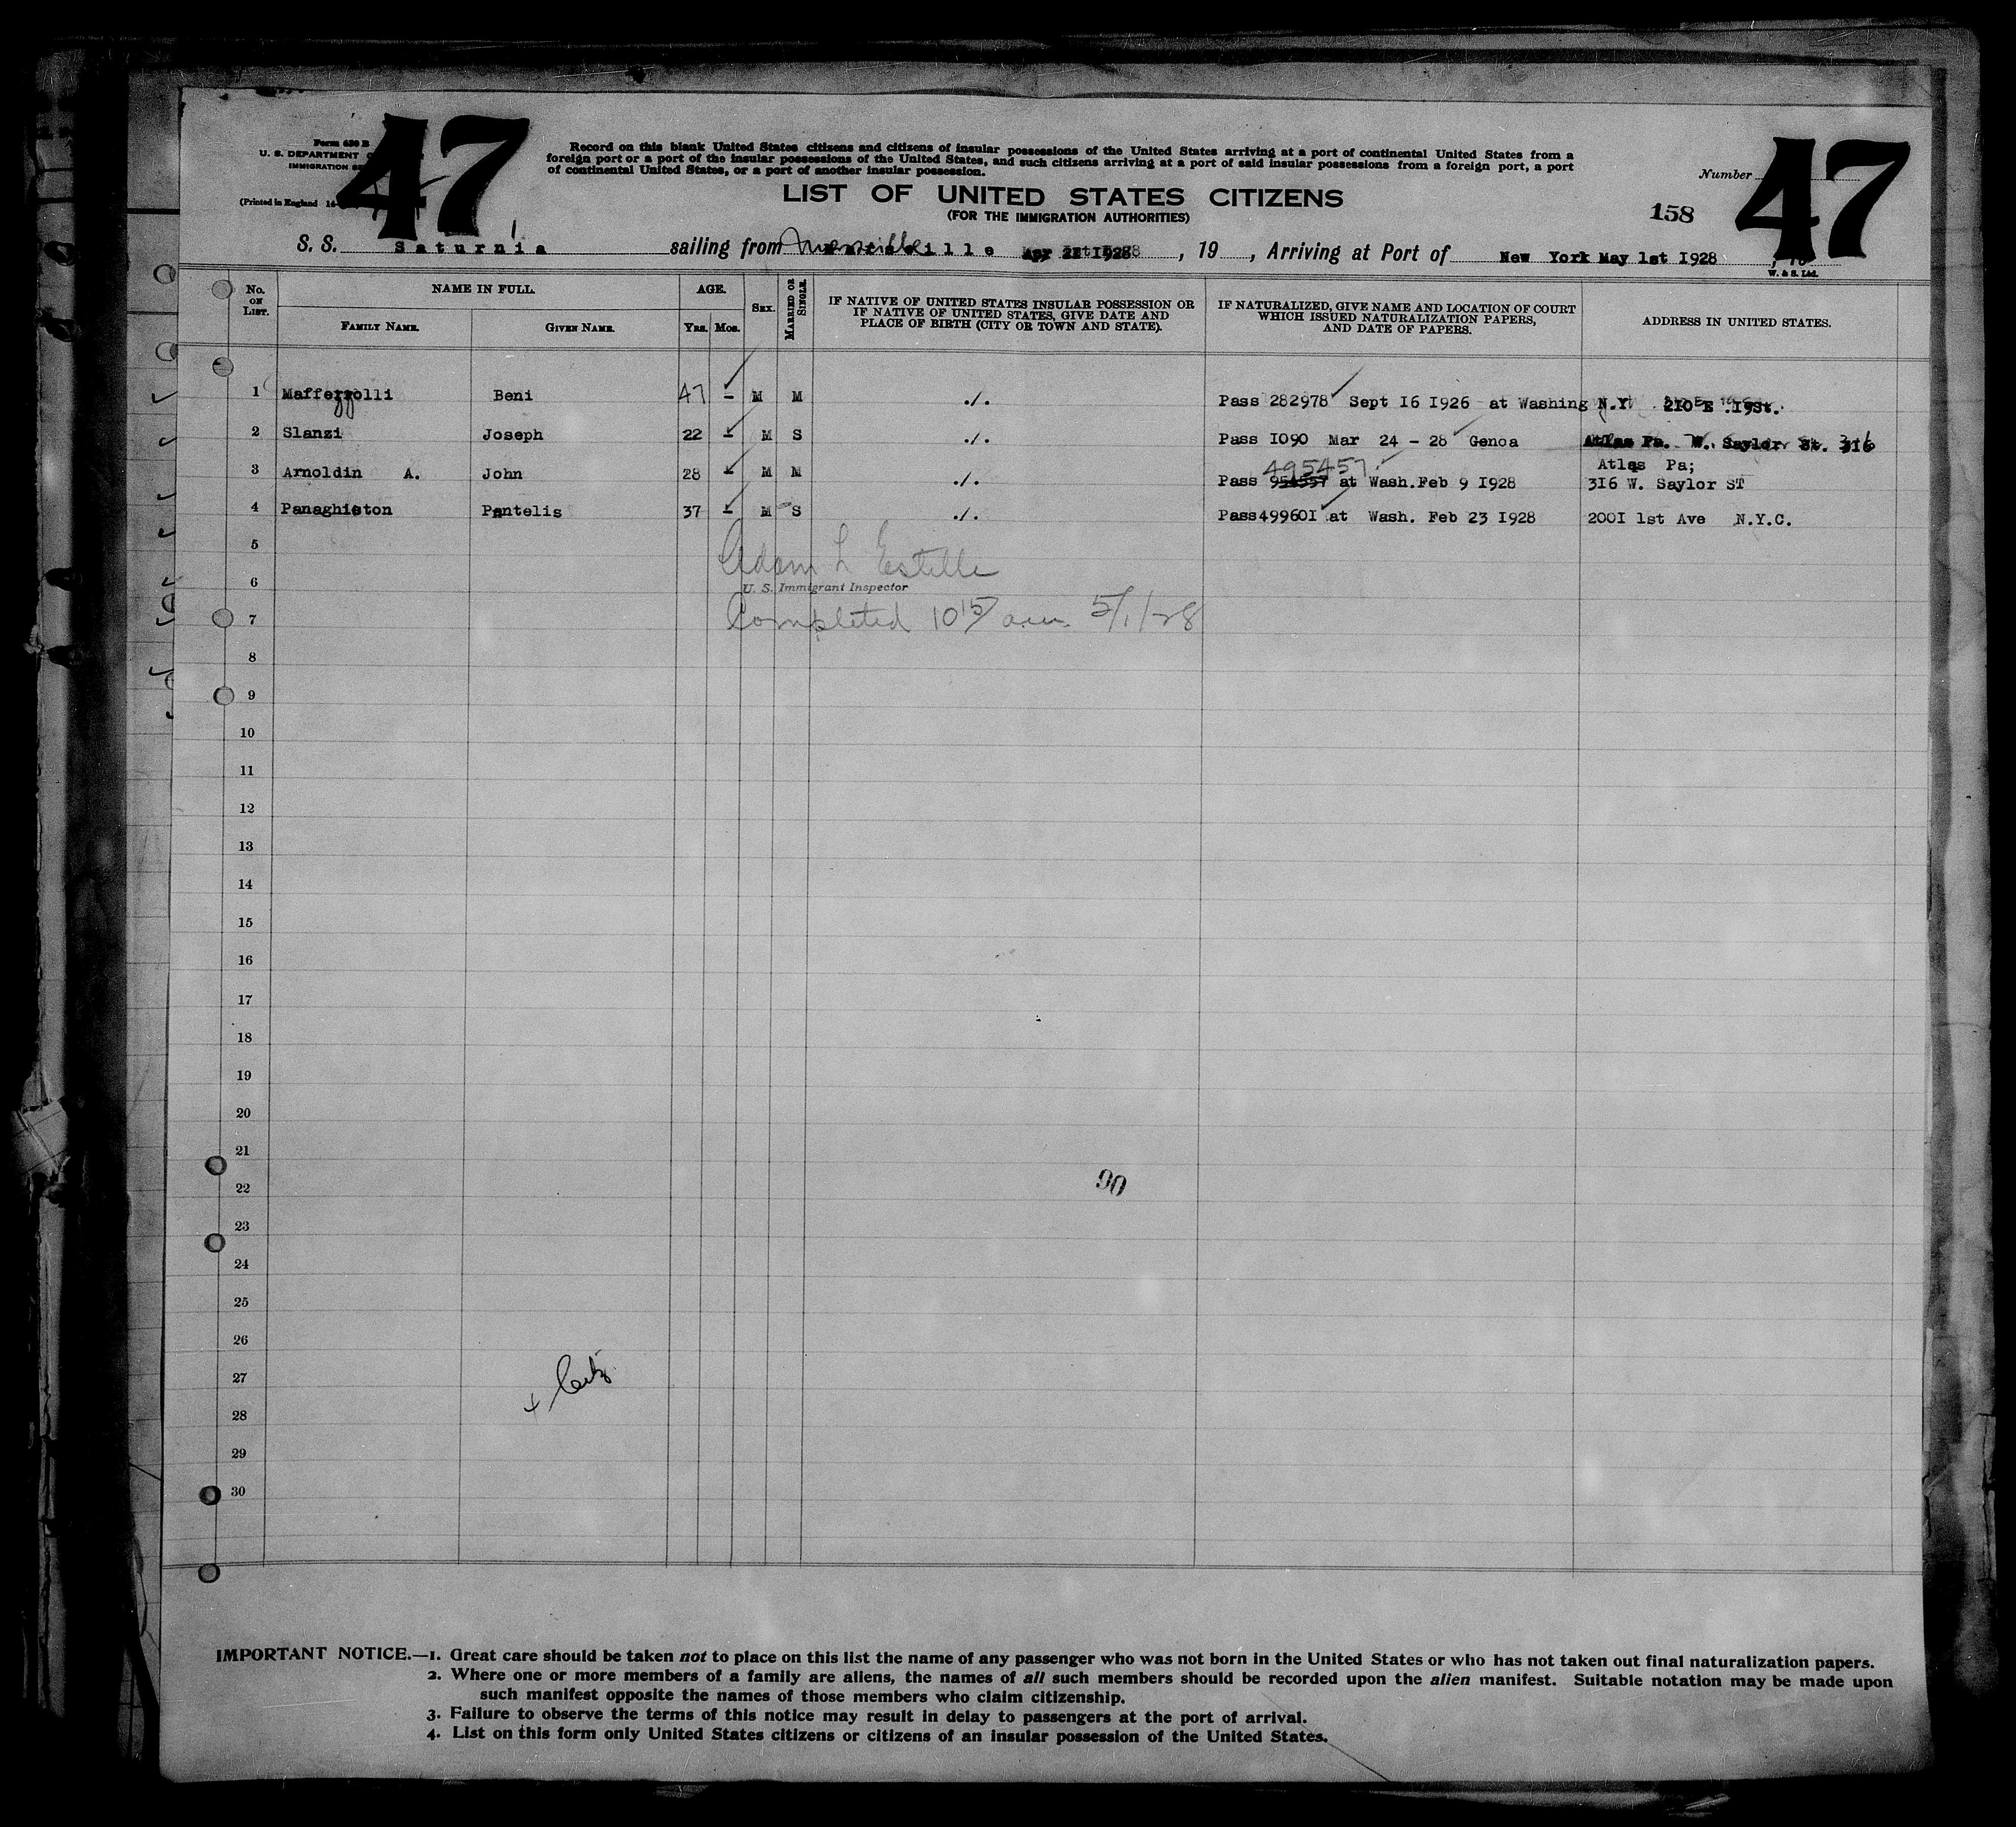 47
47
Form 630 B
U. S. DEPARTMENT
IMMIGRATION
(Printed in England
Record on this blank United States citizens and citizens of insular possessions of the United States arriving at a port of continental United States from a
foreign port or a port of the insular possessions of the United States, and such citizens arriving at a port of said insular possessions from a foreign port, a port
of continental United States, or a port of another insular possession.
LIST OF UNITED STATES CITIZENS
(FOR THE IMMIGRATION AUTHORITIES)
Number
158
S. S. Saturnia sailing from Marseille Apr 1928, 19 , Arriving at Port of New York May 1st 1928
W. & S. Ltd.
No. ON LIST. NAME IN FULL. FAMILY NAME. GIVEN NAME. AGE. YRS. MOS. SEX. MARRIED OR SINGLE.
IF NATIVE OF UNITED STATES INSULAR POSSESSION OR
IF NATIVE OF UNITED STATES, GIVE DATE AND
PLACE OF BIRTH (CITY OR TOWN AND STATE).
IF NATURALIZED, GIVE NAME AND LOCATION OF COURT
WHICH ISSUED NATURALIZATION PAPERS,
AND DATE OF PAPERS.
ADDRESS IN UNITED STATES.
1 Maffezzolli Beni 47 – M M ./. Pass 282978 Sept 16 1926 at Washing N.Y. 210 E .19St.
2 Slanzi Joseph 22 – M S ./. Pass 1090 Mar 24 – 28 Genoa Atlas Pa. W. Saylor St. 316
3 Arnoldin A. John 28 – M M ./. Pass 495457 at Wash.Feb 9 1928 Atlas Pa;
316 W. Saylor ST
4 Panaghiston Pantelis 37 – M S ./. Pass499601 at Wash. Feb 23 1928 2001 1st Ave N.Y.C.
5
Adam L Estelle
6
U. S. Immigrant Inspector
7
Completed 10 15 a.m. 5/1/28
8
9
10
11
12
13
14
15
16
17
18
19
20
21
22
90
23
24
25
26
27
28
29
30
IMPORTANT NOTICE.—1. Great care should be taken not to place on this list the name of any passenger who was not born in the United States or who has not taken out final naturalization papers.
2. Where one or more members of a family are aliens, the names of all such members should be recorded upon the alien manifest. Suitable notation may be made upon
such manifest opposite the names of those members who claim citizenship.
3. Failure to observe the terms of this notice may result in delay to passengers at the port of arrival.
4. List on this form only United States citizens or citizens of an insular possession of the United States.